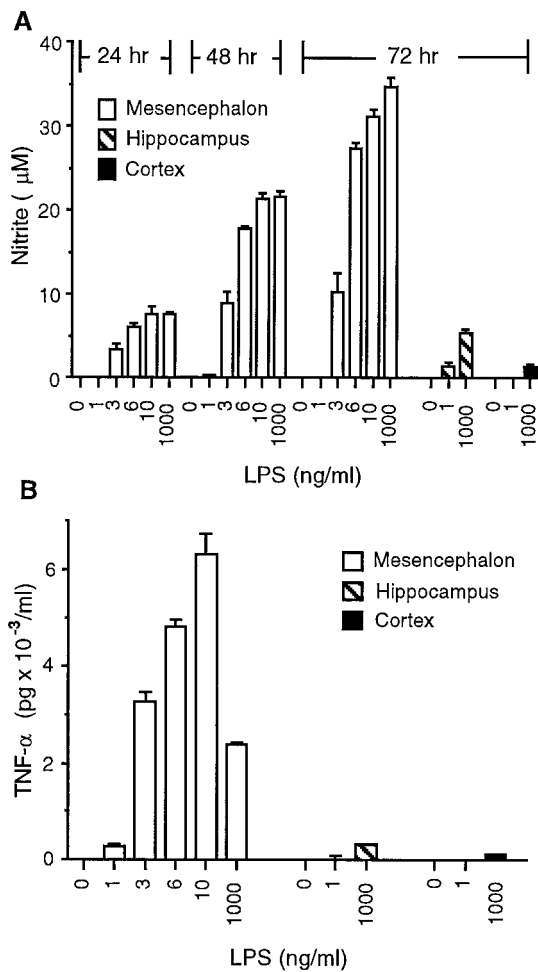 A
24 hr 48 hr 72 hr
Mesencephalon
Hippocampus
Cortex
Nitrite ( μM)
40
30
20
10
0
0 1 3 6 10 1000 0 1 3 6 10 1000 0 1 3 6 10 1000 0 1 1000 0 1 1000
LPS (ng/ml)
B
Mesencephalon
Hippocampus
Cortex
TNF-α (pg x 10⁻³/ml)
6
4
2
0
0 1 3 6 10 1000 0 1 1000 0 1 1000
LPS (ng/ml)